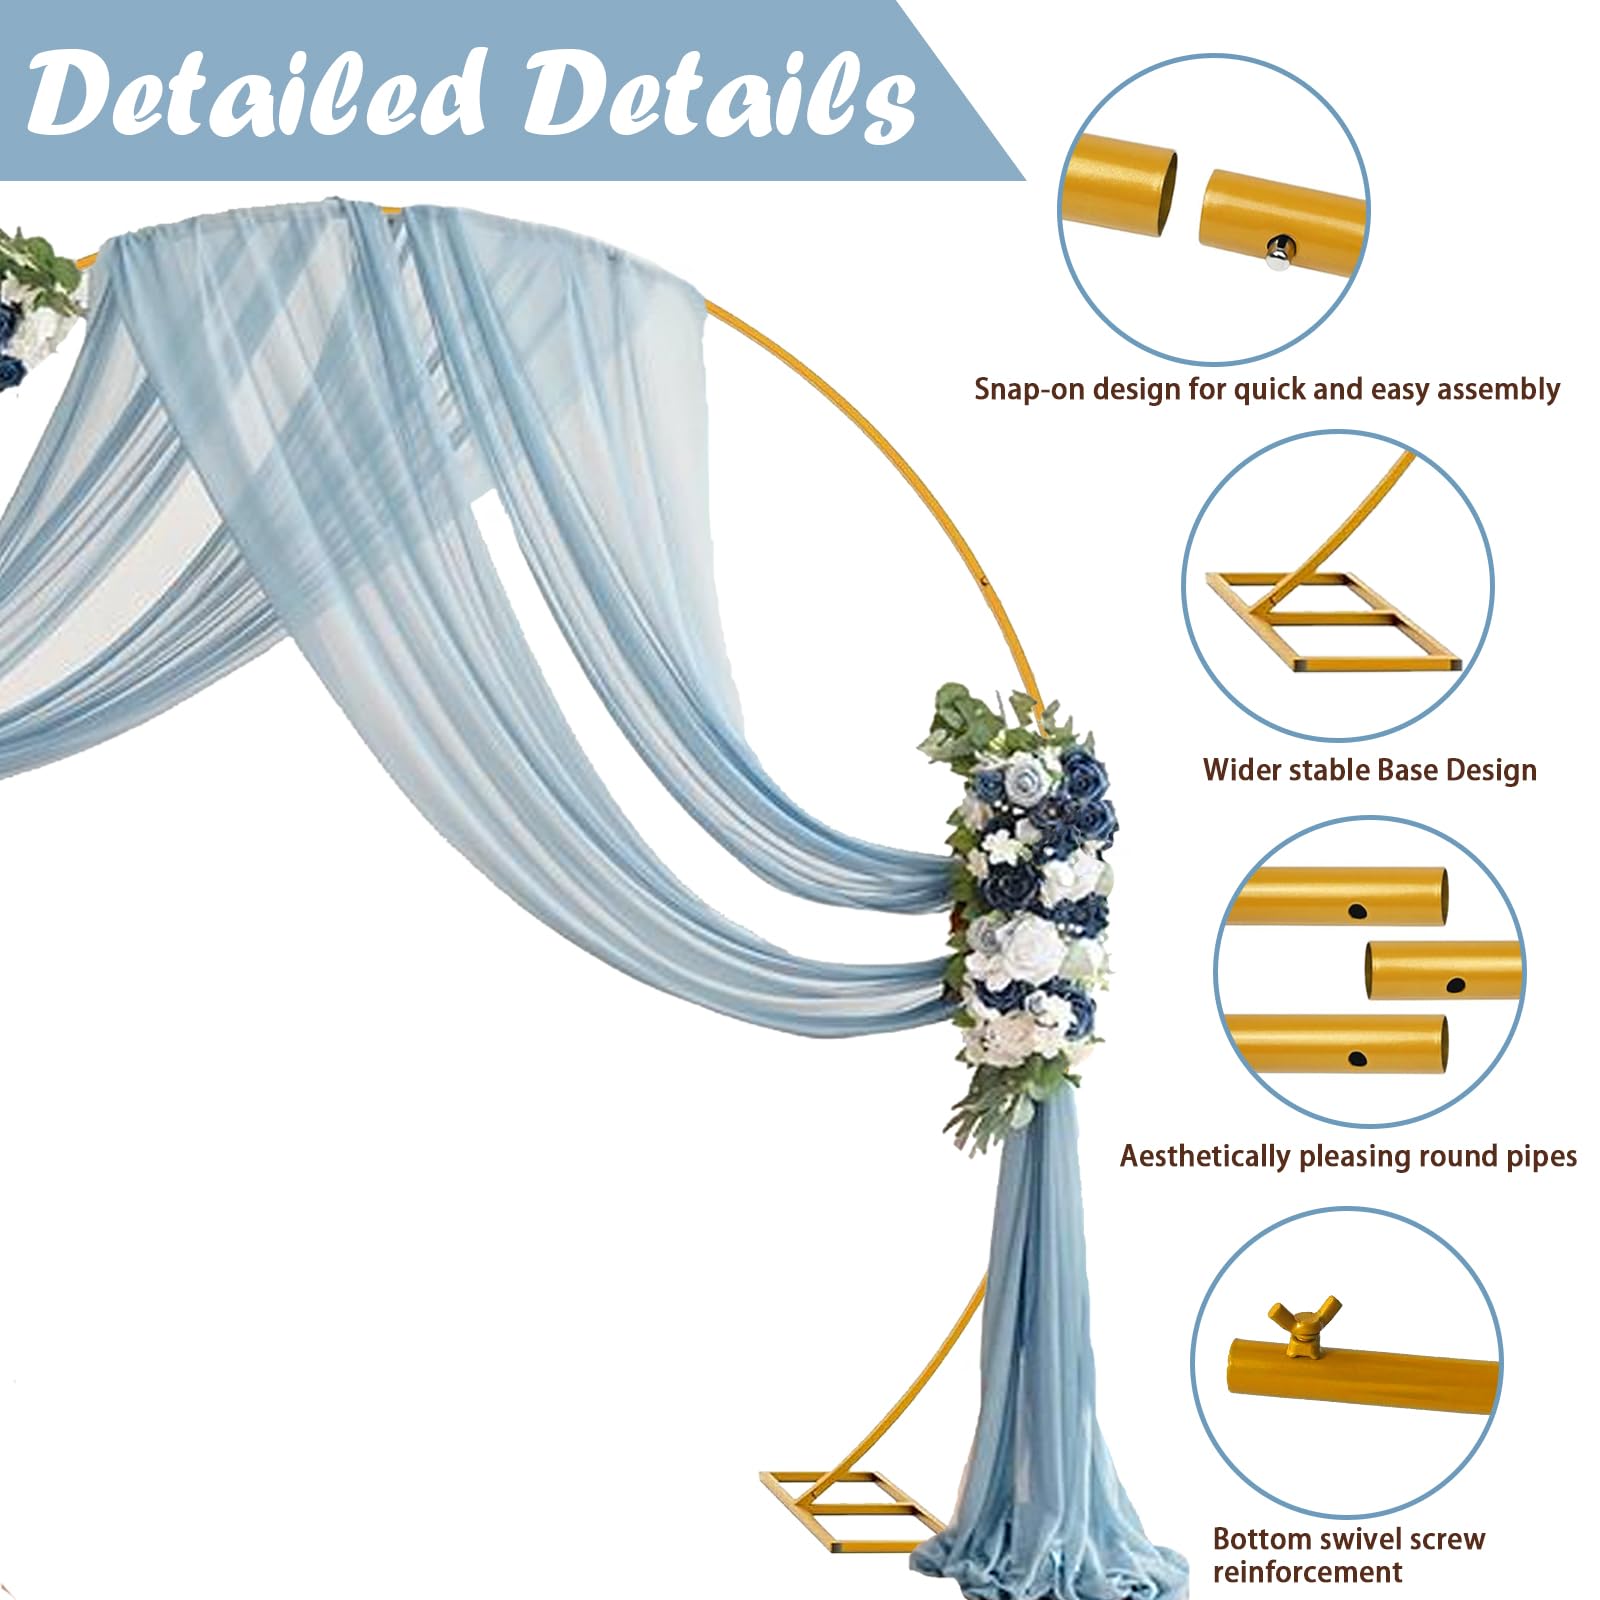 Detailed Details
Snap-on design for quick and easy assembly
Wider stable Base Design
Aesthetically pleasing round pipes
Bottom swivel screw
reinforcement